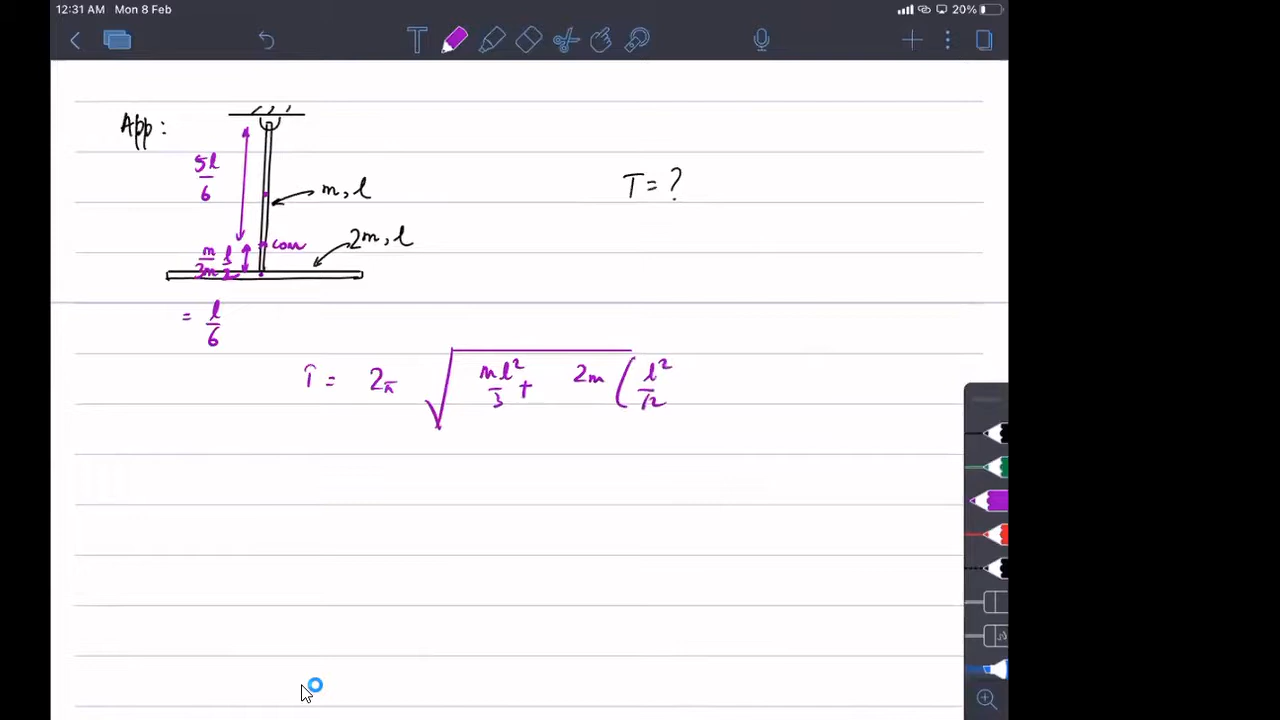 12:31 AM Mon 8 Feb
20%
App:
5l/6
m, l
T = ?
com
2m, l
m/3m l/2
= l/6
T = 2π √ ml²/3 + 2m ( l²/12